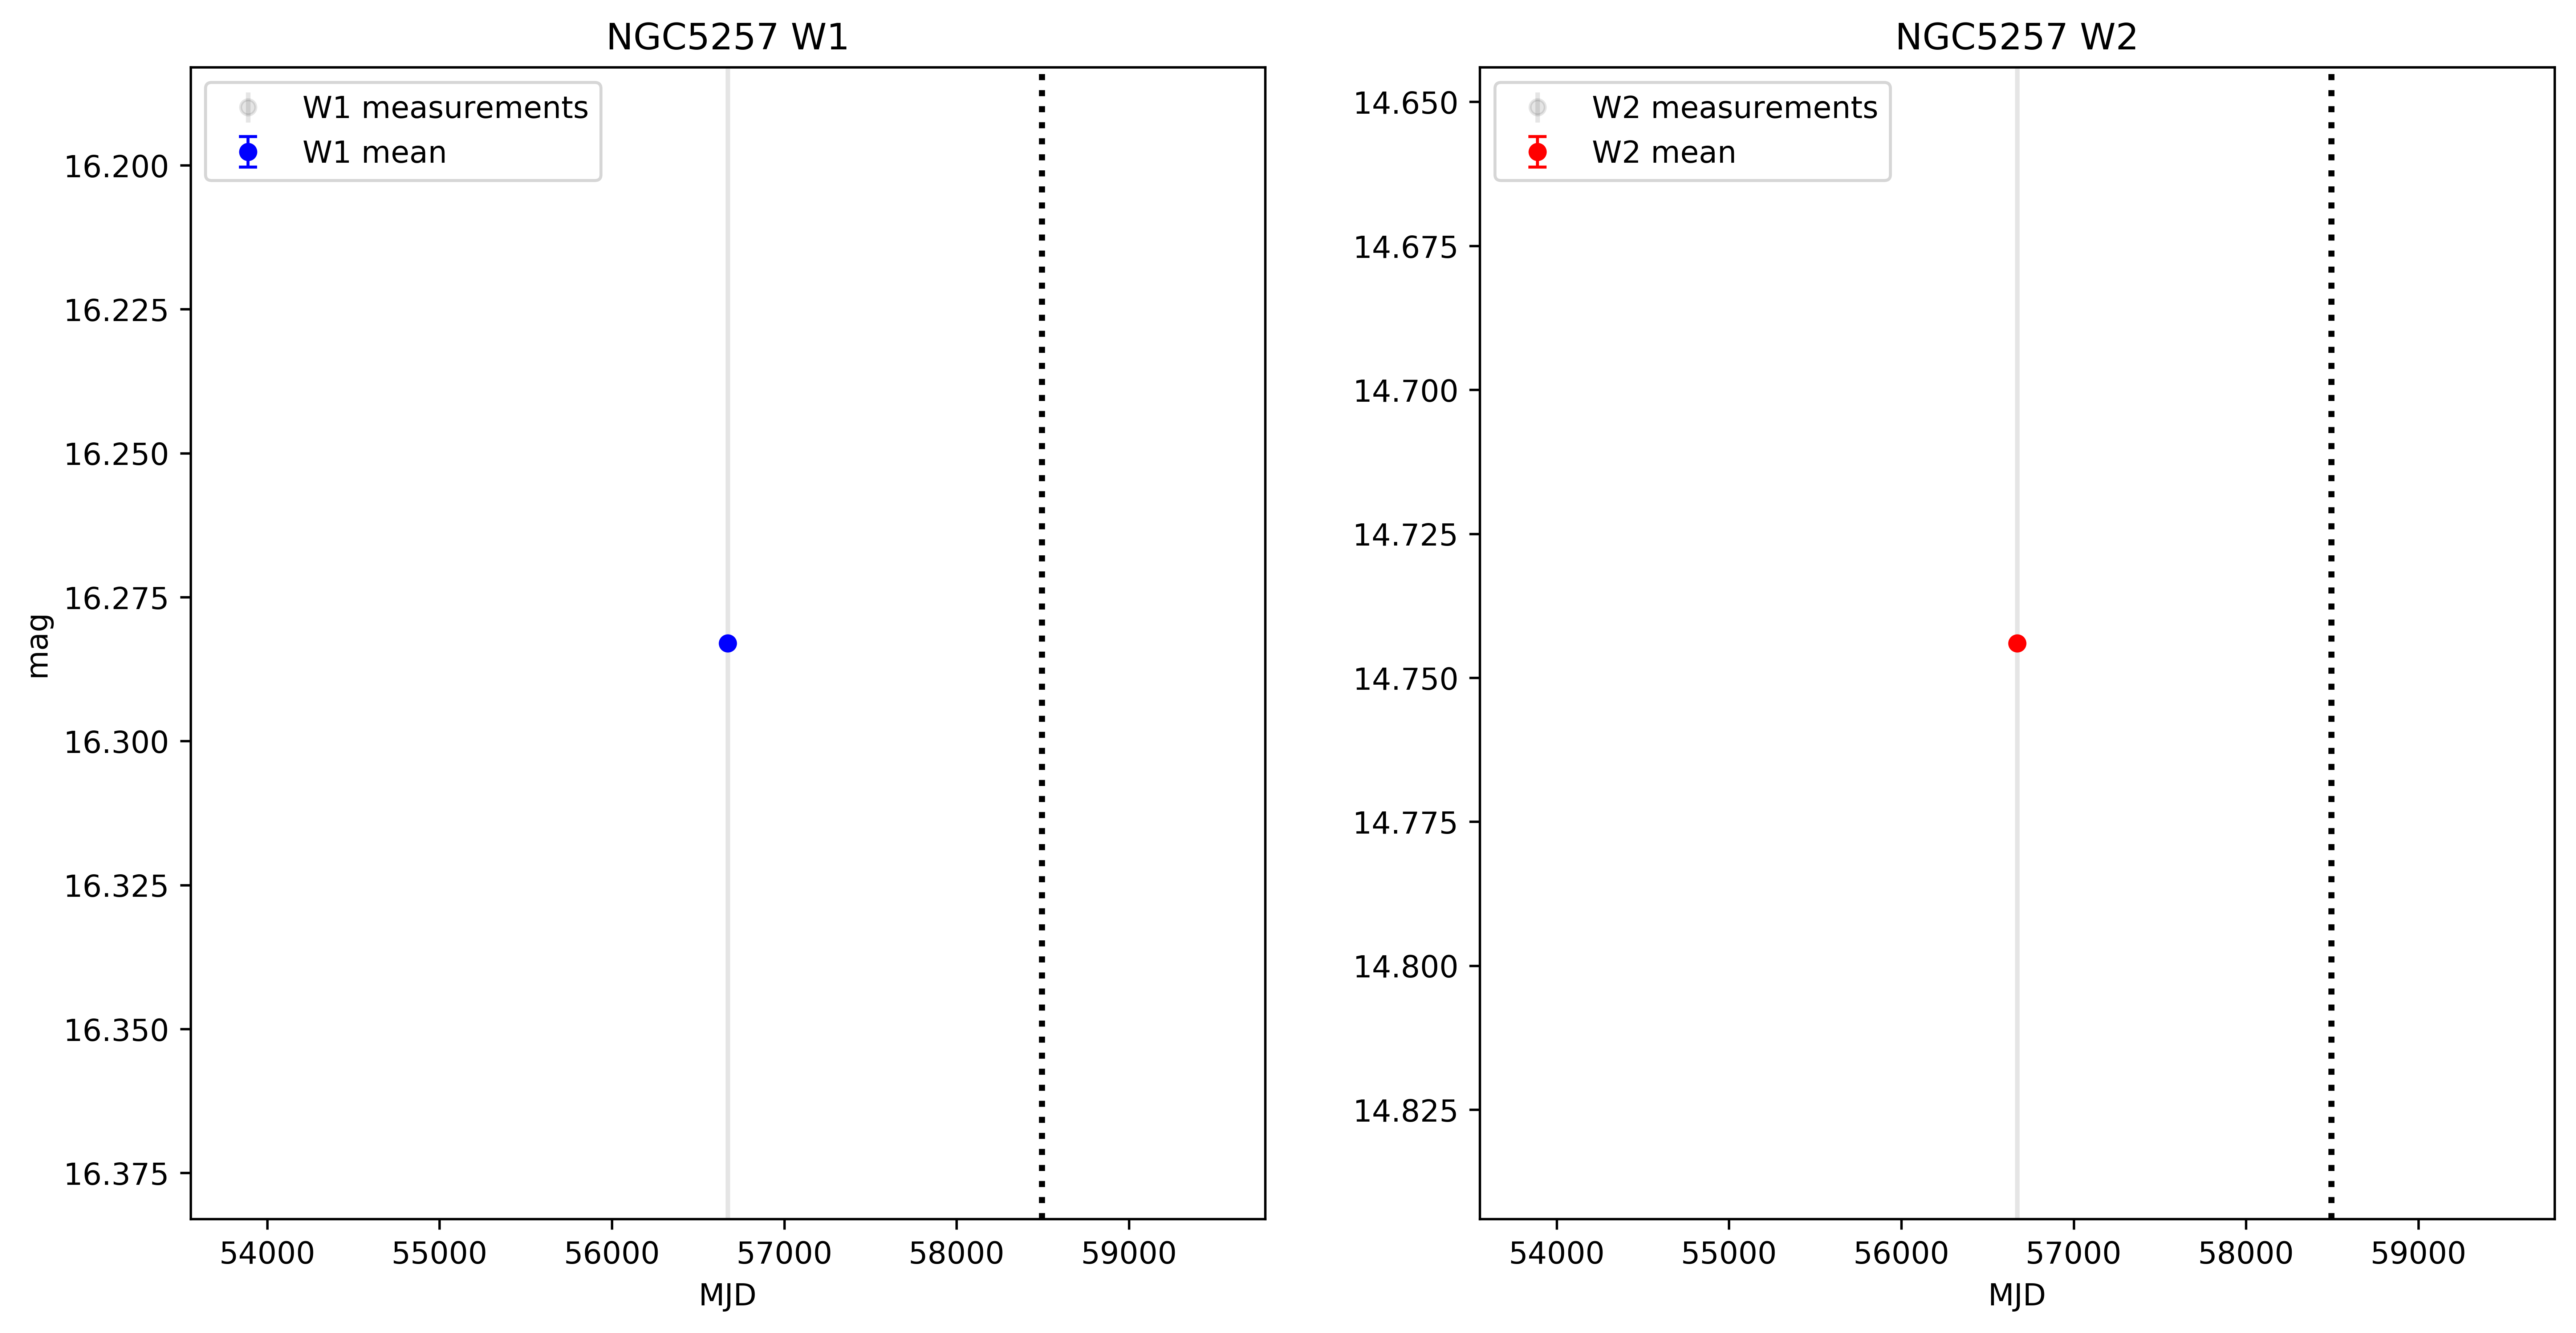 NGC5257 W1
W1 measurements
W1 mean
16.200
16.225
16.250
16.275
16.300
16.325
16.350
16.375
mag
54000 55000 56000 57000 58000 59000
MJD
NGC5257 W2
W2 measurements
W2 mean
14.650
14.675
14.700
14.725
14.750
14.775
14.800
14.825
54000 55000 56000 57000 58000 59000
MJD